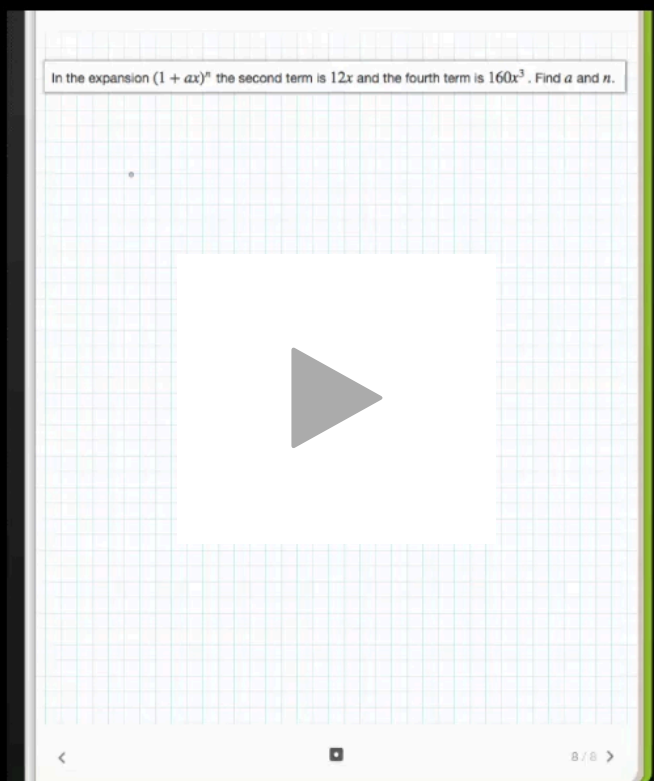 In the expansion (1 + ax)ⁿ the second term is 12x and the fourth term is 160x³ . Find a and n.
8/8